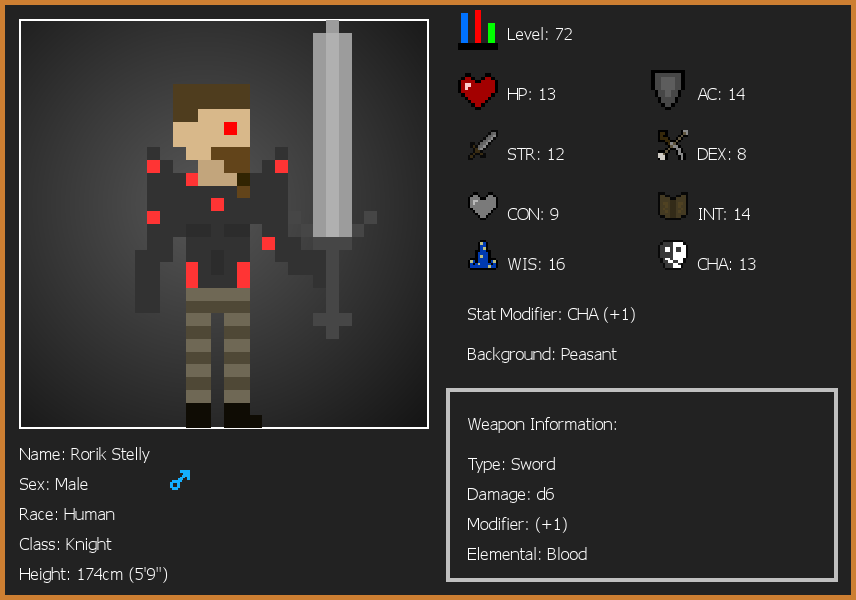 Level: 72
HP: 13
AC: 14
STR: 12
DEX: 8
CON: 9
INT: 14
WIS: 16
CHA: 13
Stat Modifier: CHA (+1)
Background: Peasant
Weapon Information:
Type: Sword
Damage: d6
Modifier: (+1)
Elemental: Blood
Name: Rorik Stelly
Sex: Male
Race: Human
Class: Knight
Height: 174cm (5'9")